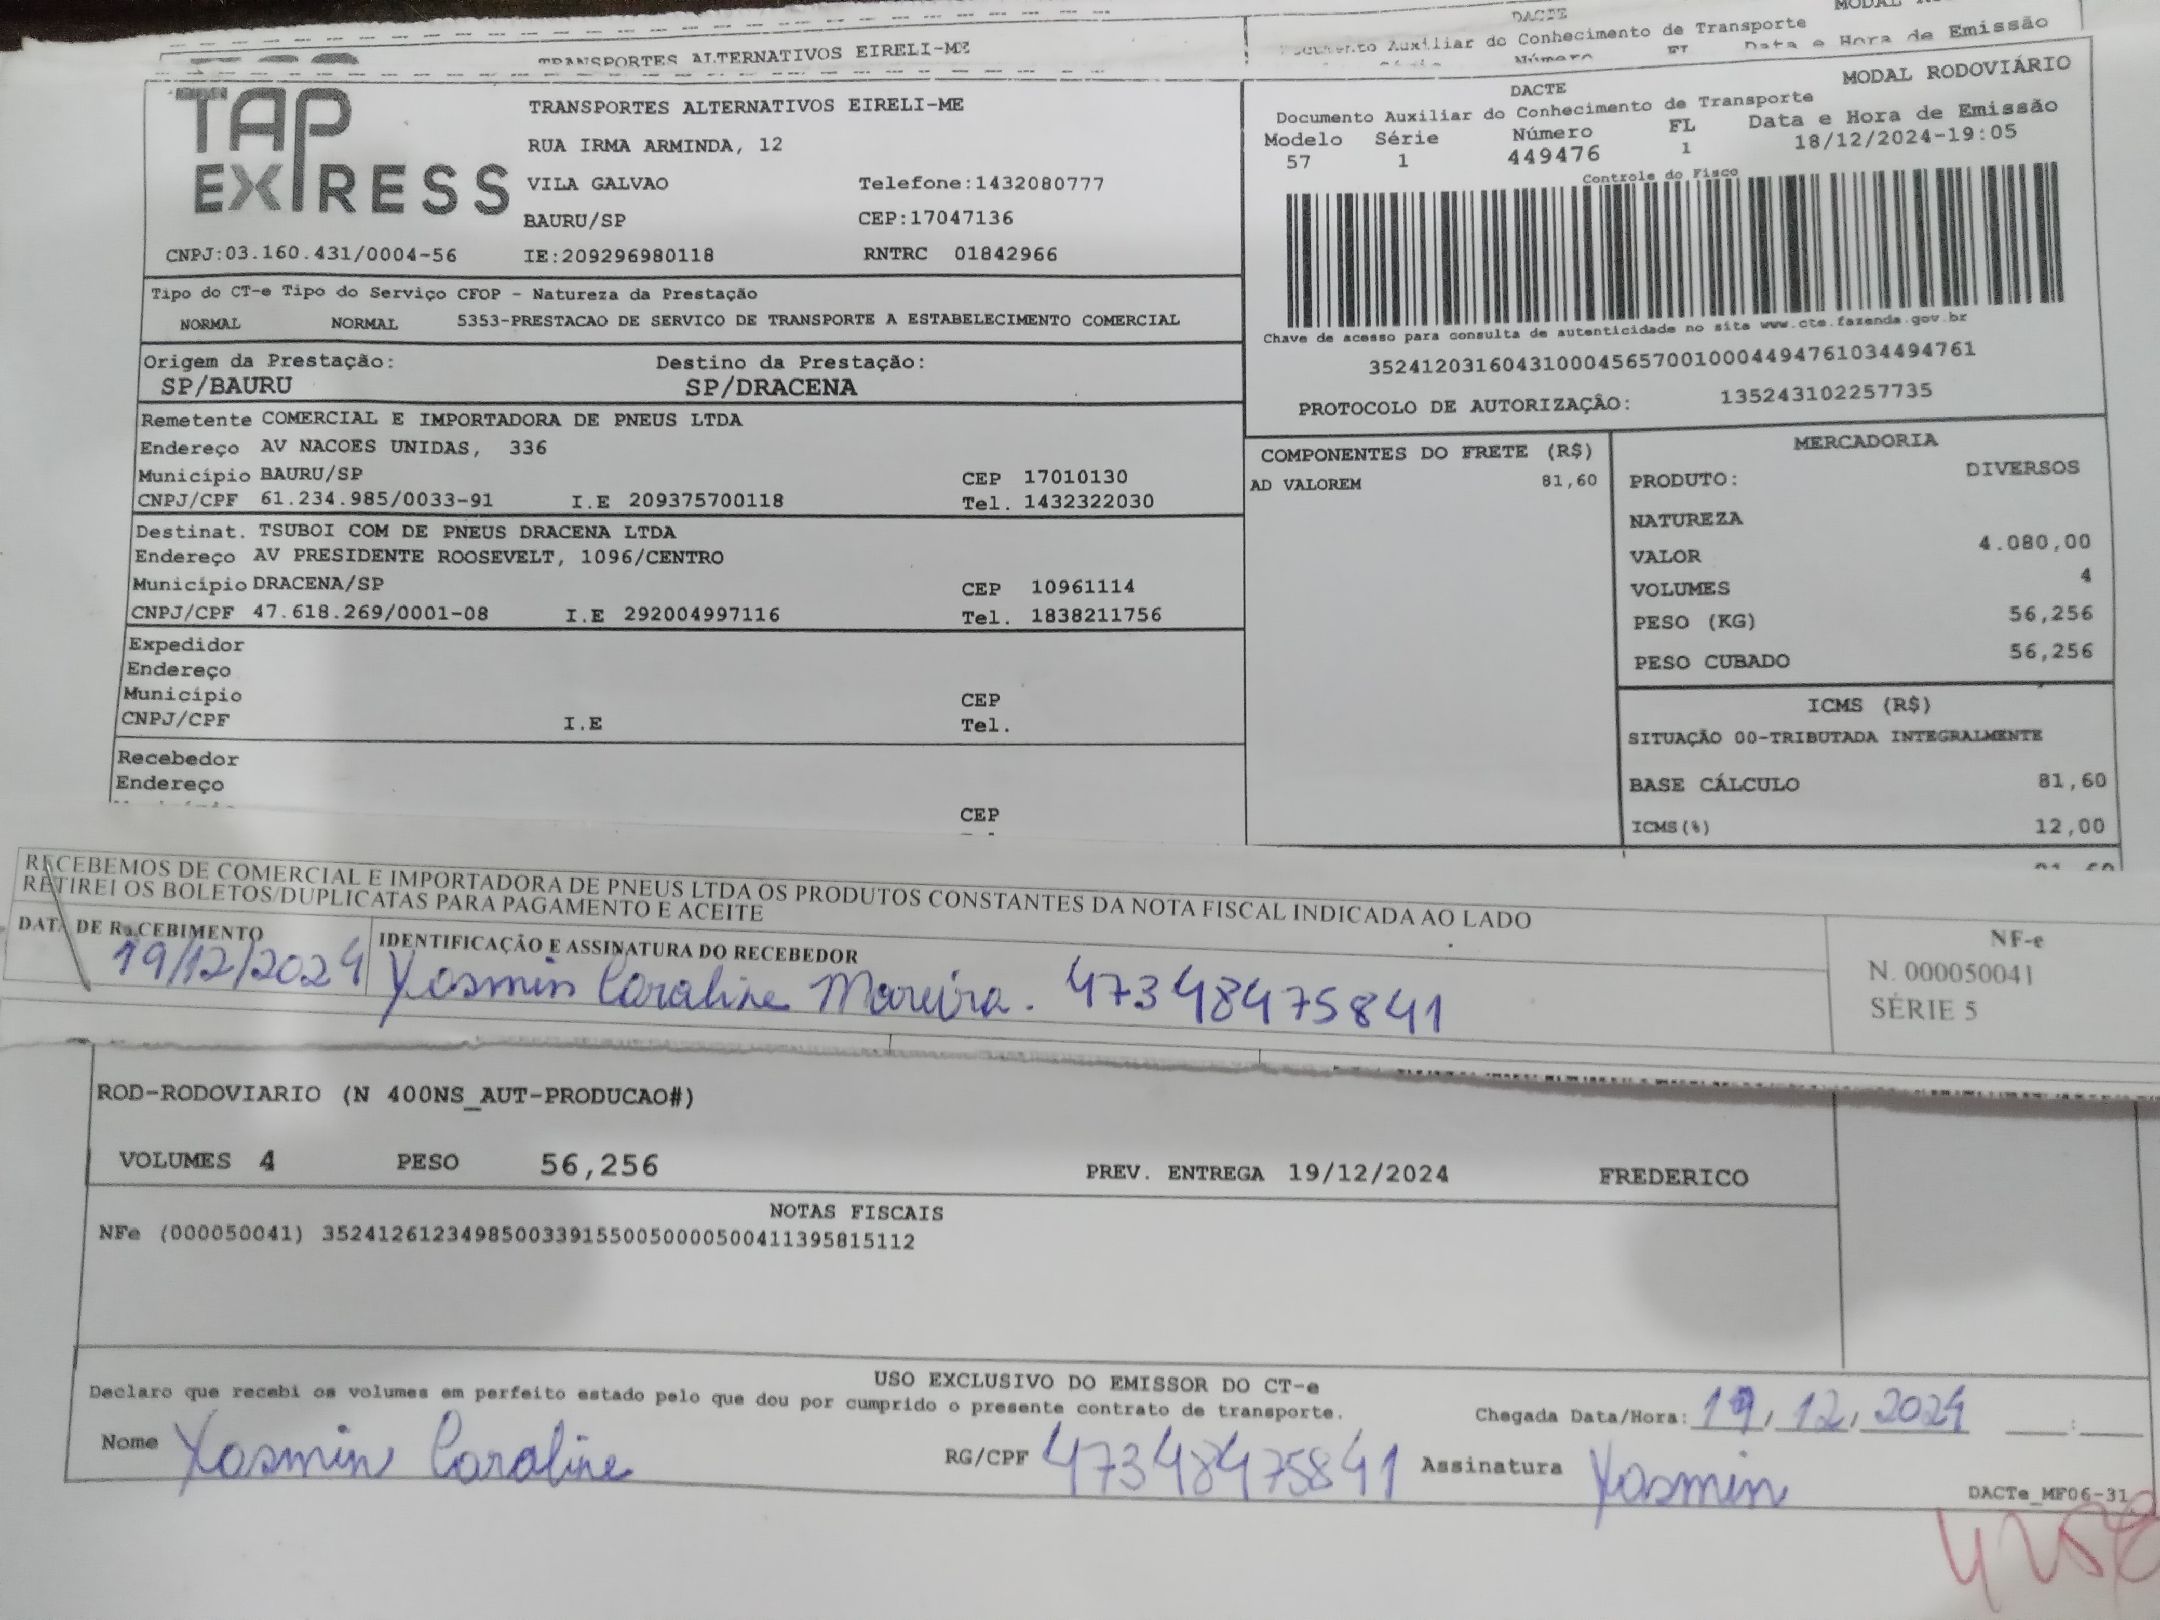 TRANSPORTES ALTERNATIVOS EIRELI-ME
DACTE
Documento Auxiliar do Conhecimento de Transporte
Número FL Data e Hora de Emissão
TAP EXPRESS
TRANSPORTES ALTERNATIVOS EIRELI-ME
RUA IRMA ARMINDA, 12
VILA GALVAO Telefone:1432080777
BAURU/SP CEP:17047136
CNPJ:03.160.431/0004-56 IE:209296980118 RNTRC 01842966
MODAL RODOVIÁRIO
DACTE
Documento Auxiliar do Conhecimento de Transporte
Modelo Série Número FL Data e Hora de Emissão
57 1 449476 1 18/12/2024-19:05
Controle do Fisco
Chave de acesso para consulta de autenticidade no site www.cte.fazenda.gov.br
35241203160431000456570010004494761034494761
PROTOCOLO DE AUTORIZAÇÃO: 135243102257735
Tipo do CT-e Tipo do Serviço CFOP - Natureza da Prestação
NORMAL NORMAL 5353-PRESTACAO DE SERVICO DE TRANSPORTE A ESTABELECIMENTO COMERCIAL
Origem da Prestação: Destino da Prestação:
SP/BAURU SP/DRACENA
Remetente COMERCIAL E IMPORTADORA DE PNEUS LTDA
Endereço AV NACOES UNIDAS, 336
Município BAURU/SP CEP 17010130
CNPJ/CPF 61.234.985/0033-91 I.E 209375700118 Tel. 1432322030
Destinat. TSUBOI COM DE PNEUS DRACENA LTDA
Endereço AV PRESIDENTE ROOSEVELT, 1096/CENTRO
Município DRACENA/SP CEP 10961114
CNPJ/CPF 47.618.269/0001-08 I.E 292004997116 Tel. 1838211756
Expedidor
Endereço
Município CEP
CNPJ/CPF I.E Tel.
Recebedor
Endereço
CEP
COMPONENTES DO FRETE (R$)
AD VALOREM 81,60
MERCADORIA
PRODUTO: DIVERSOS
NATUREZA
VALOR 4.080,00
VOLUMES 4
PESO (KG) 56,256
PESO CUBADO 56,256
ICMS (R$)
SITUAÇÃO 00-TRIBUTADA INTEGRALMENTE
BASE CÁLCULO 81,60
ICMS(%) 12,00
RECEBEMOS DE COMERCIAL E IMPORTADORA DE PNEUS LTDA OS PRODUTOS CONSTANTES DA NOTA FISCAL INDICADA AO LADO
RETIREI OS BOLETOS/DUPLICATAS PARA PAGAMENTO E ACEITE
DATA DE RECEBIMENTO IDENTIFICAÇÃO E ASSINATURA DO RECEBEDOR
19/12/2024 Yasmin Caroline Moreira. 47348475841
NF-e
N. 000050041
SÉRIE 5
ROD-RODOVIARIO (N 400NS_AUT-PRODUCAO#)
VOLUMES 4 PESO 56,256 PREV. ENTREGA 19/12/2024 FREDERICO
NOTAS FISCAIS
NFe (000050041) 35241261234985003391550050000500411395815112
USO EXCLUSIVO DO EMISSOR DO CT-e
Declaro que recebi os volumes em perfeito estado pelo que dou por cumprido o presente contrato de transporte.
Chegada Data/Hora: 19, 12, 2024 :
Nome Yasmin Caroline RG/CPF 47348475841 Assinatura Yasmin
DACTe_MF06-31